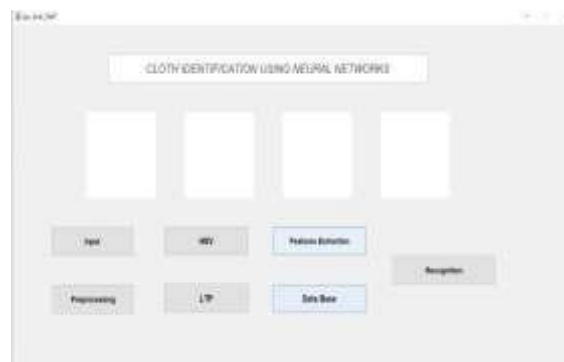 CLOTH IDENTIFICATION USING NEURAL NETWORKS
Input
HSV
Features Extraction
Recognition
Preprocessing
LTP
Data Base